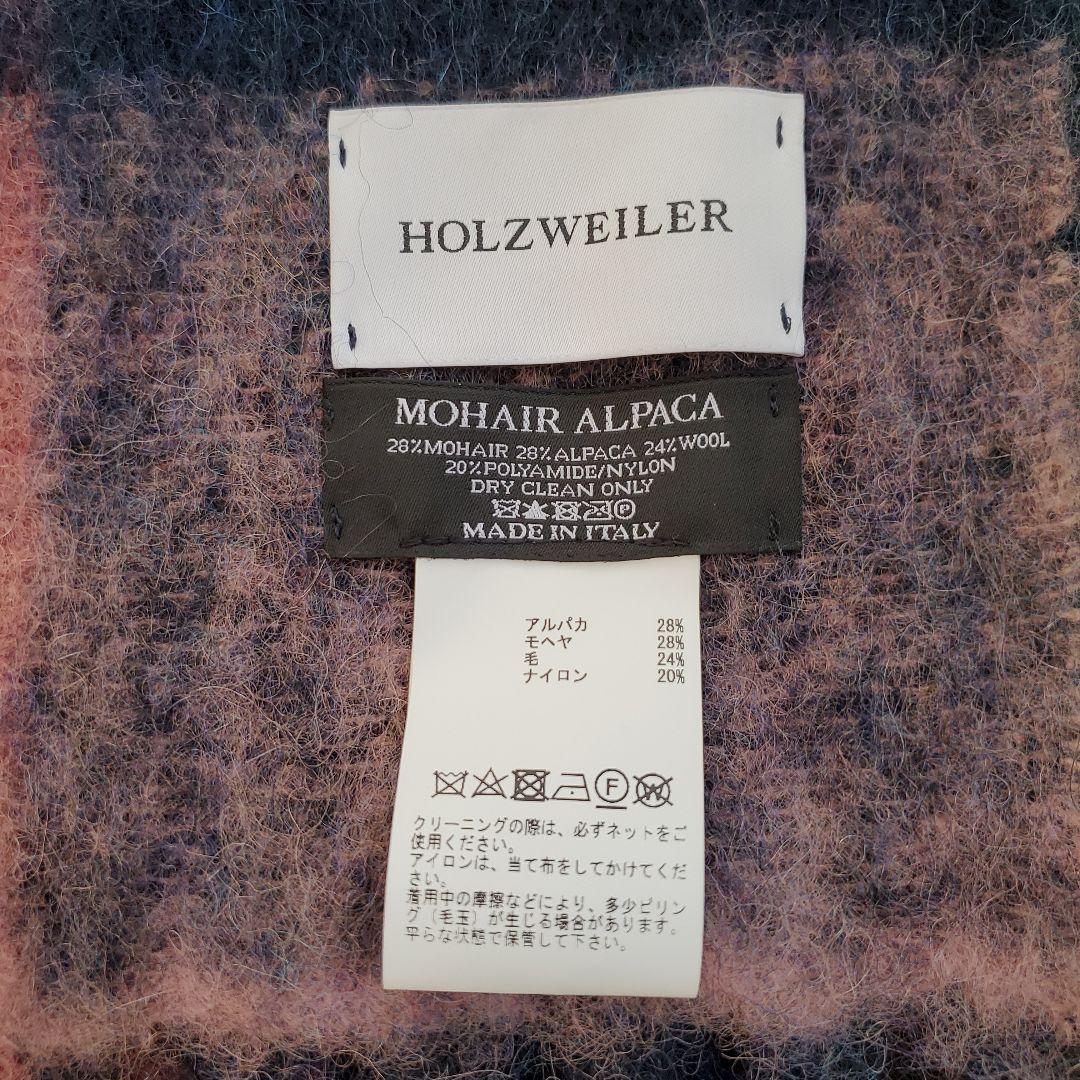 HOLZWEILER
MOHAIR ALPACA
28%MOHAIR 28%ALPACA 24%WOOL
20%POLYAMIDE/NYLON
DRY CLEAN ONLY
P
MADE IN ITALY
アルパカ 28%
モヘヤ 28%
毛 24%
ナイロン 20%
F W
クリーニングの際は、必ずネットをご
使用ください。
アイロンは、当て布をしてかけてくだ
さい。
着用中の摩擦などにより、多少ピリン
グ（毛玉）が生じる場合があります。
平らな状態で保管して下さい。